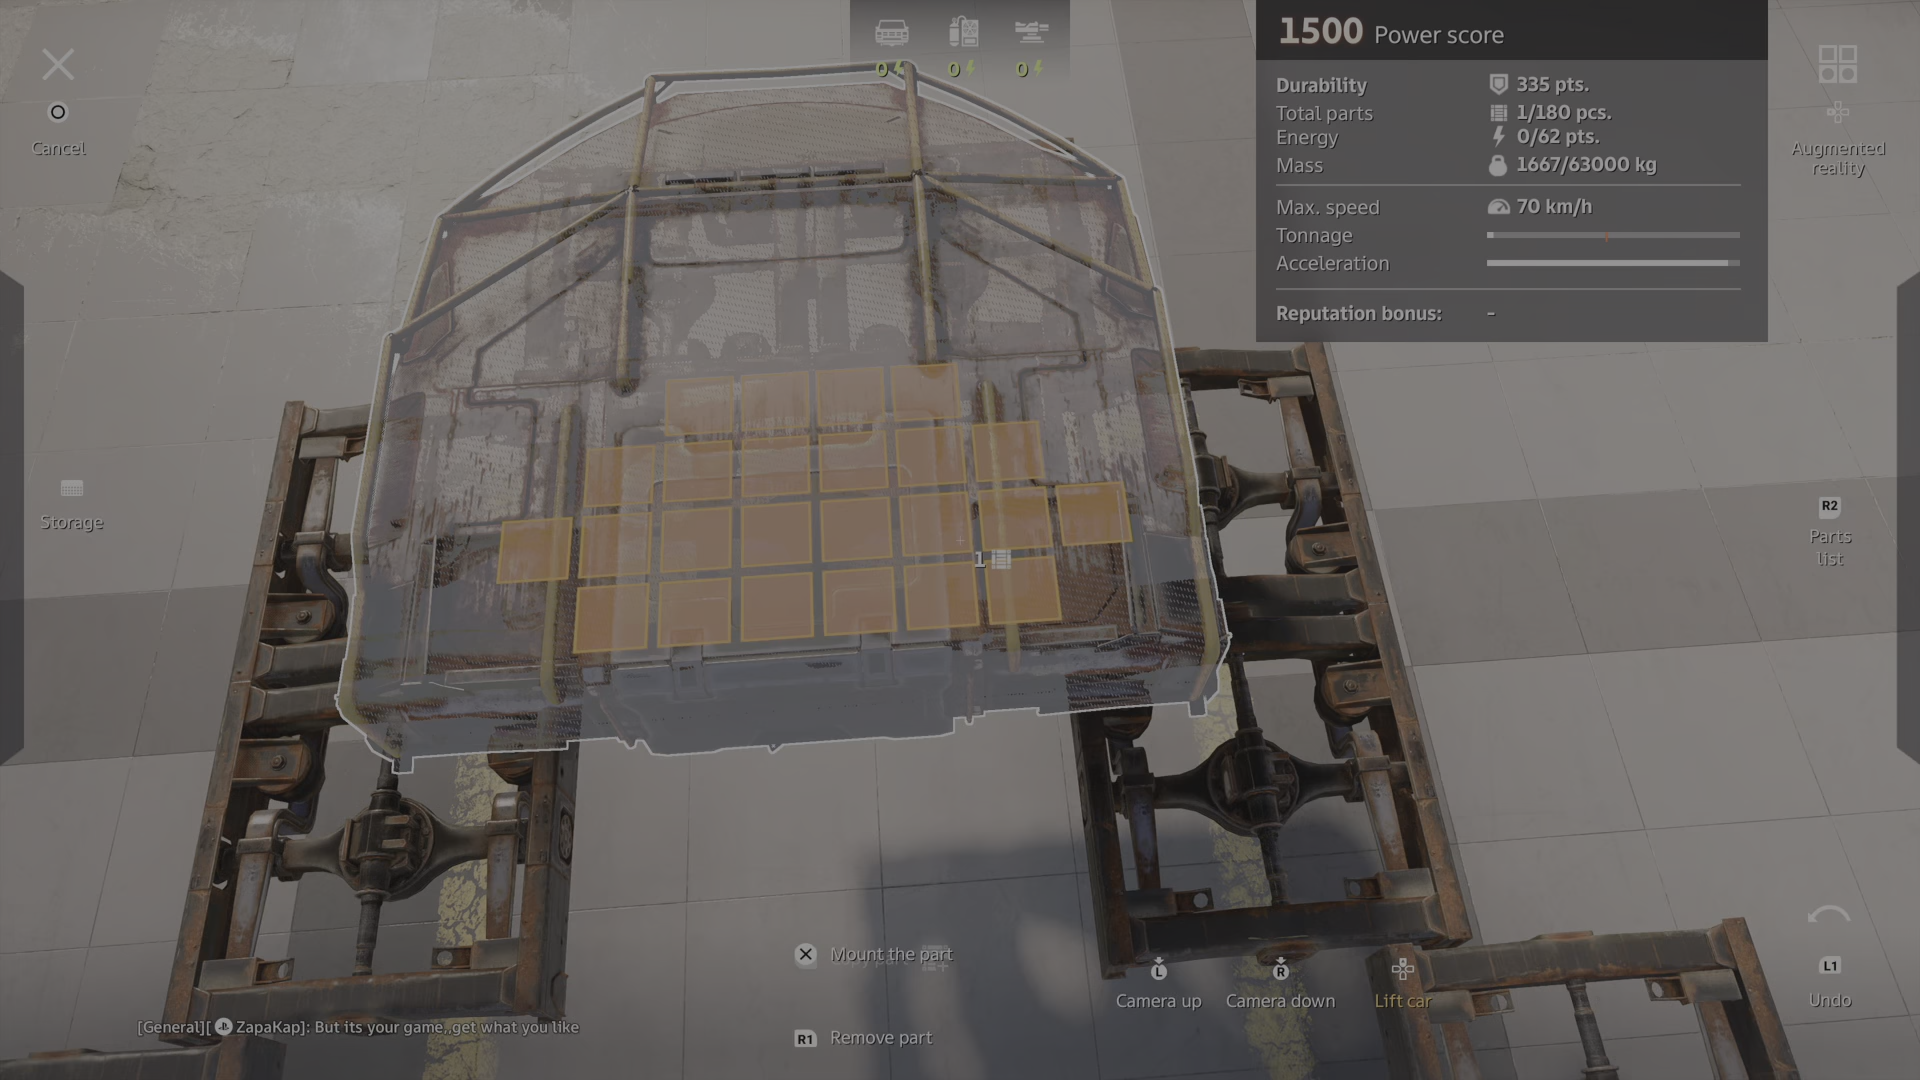 0
0
0
1500 Power score
Durability 335 pts.
Total parts 1/180 pcs.
Energy 0/62 pts.
Mass 1667/63000 kg
Max. speed 70 km/h
Tonnage
Acceleration
Reputation bonus: -
Cancel
Augmented
reality
Storage
R2
Parts
list
1
Mount the part
L
Camera up
R
Camera down
Lift car
L1
Undo
[General][ ZapaKap]: But its your game,,get what you like
R1 Remove part